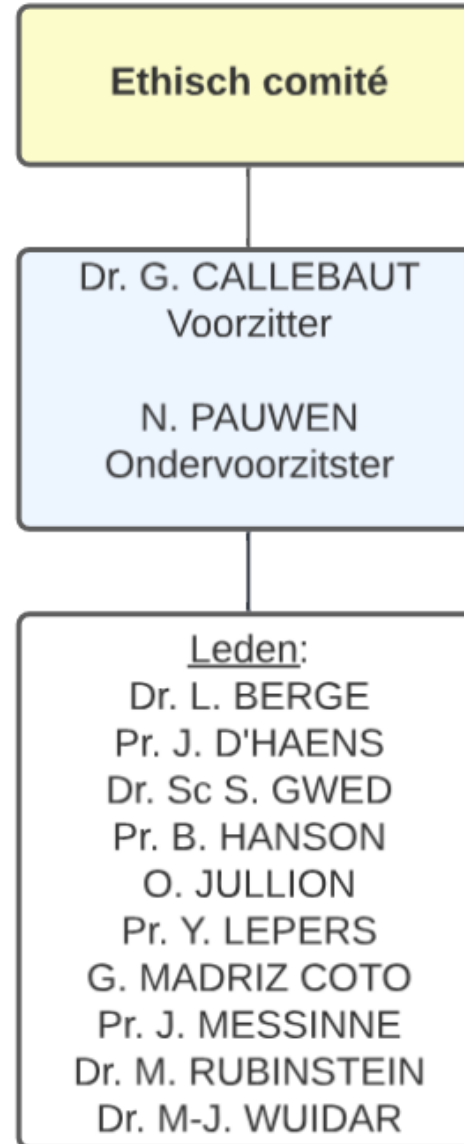 Ethisch comité
Dr. G. CALLEBAUT
Voorzitter
N. PAUWEN
Ondervoorzitster
Leden:
Dr. L. BERGE
Pr. J. D'HAENS
Dr. Sc S. GWED
Pr. B. HANSON
O. JULLION
Pr. Y. LEPERS
G. MADRIZ COTO
Pr. J. MESSINNE
Dr. M. RUBINSTEIN
Dr. M-J. WUIDAR